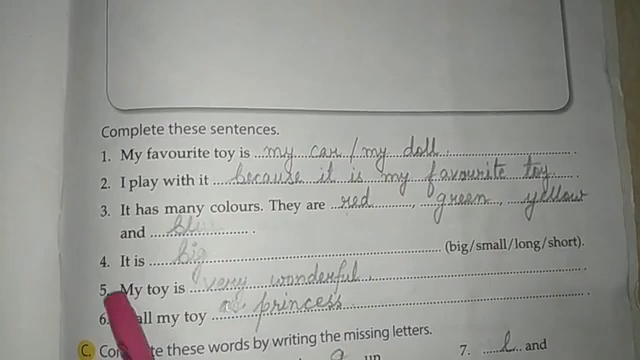 Complete these sentences.
1. My favourite toy is my car / my doll.
2. I play with it because it is my favourite toy.
3. It has many colours. They are red, green, yellow
and blue.
4. It is big (big/small/long/short).
5. My toy is very wonderful.
6. all my toy princess
C. Com te these words by writing the missing letters.
g un 7. l and